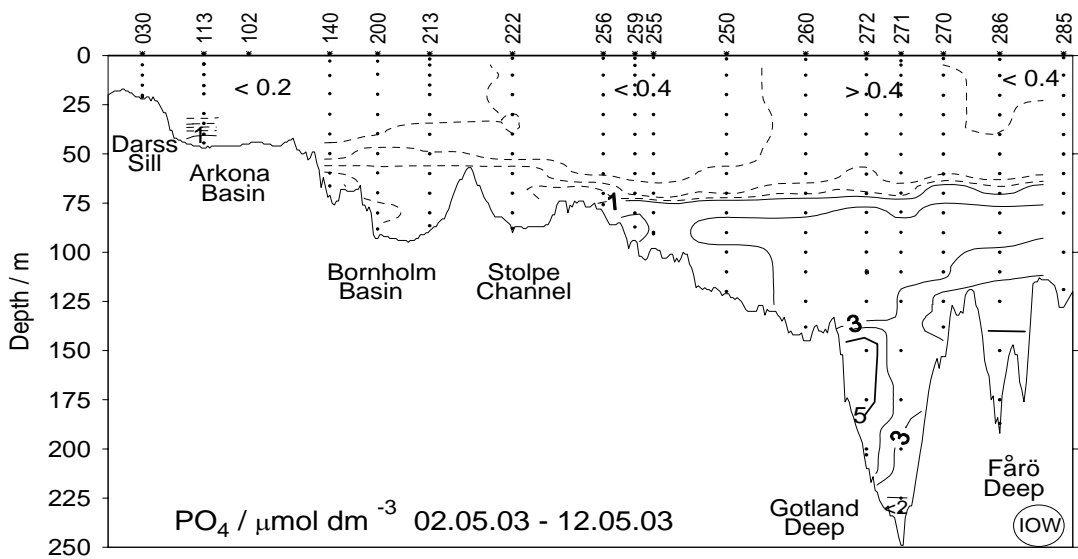 030 113 102 140 200 213 222 256 259 255 250 260 272 271 270 286 285
0
25
50
75
100
125
150
175
200
225
250
Depth / m
< 0.2
< 0.4
> 0.4
< 0.4
1
Darss
Sill
Arkona
Basin
1
Bornholm
Basin
Stolpe
Channel
3
5
3
<2
Gotland
Deep
Fårö
Deep
PO4 / μmol dm -3 02.05.03 - 12.05.03
IOW